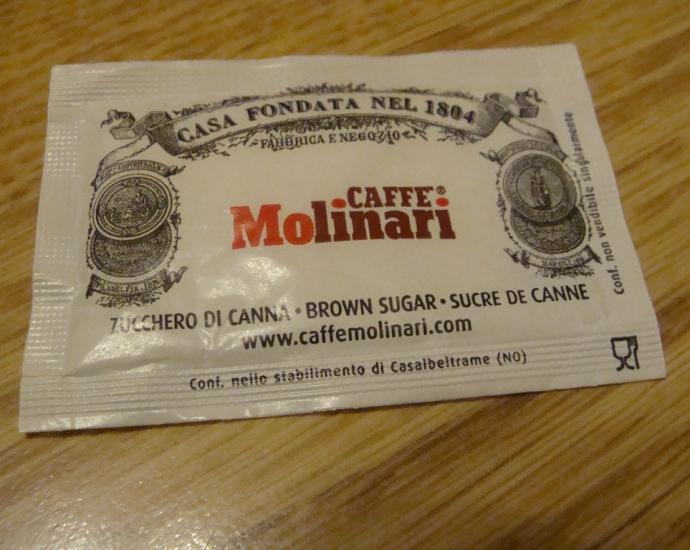 CASA FONDATA NEL 1804
FABBRICA E NEGOZIO
CAFFE®
Molinari
ZUCCHERO DI CANNA • BROWN SUGAR • SUCRE DE CANNE
www.caffemolinari.com
Conf. nello stabilimento di Casalbeltrame (NO)
Conf. non vendibile singolarmente